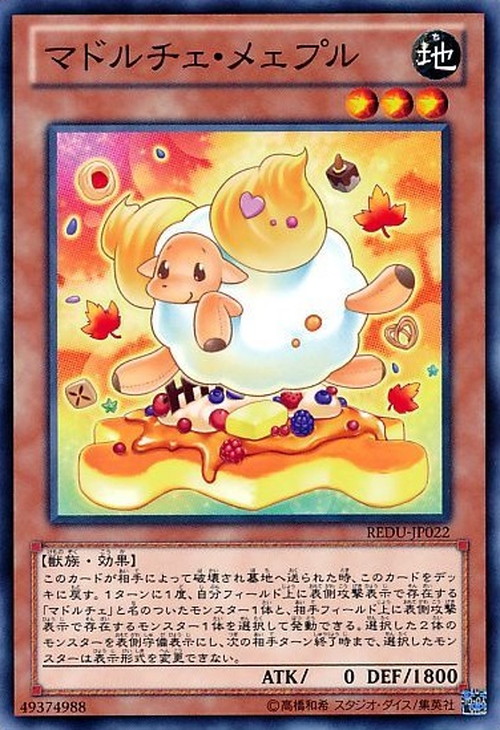 マドルチェ・メェプル
地
REDU-JP022
【獣族・効果】
このカードが相手によって破壊され墓地へ送られた時、このカードをデッ
キに戻す。1ターンに1度、自分フィールド上に表側攻撃表示で存在する
「マドルチェ」と名のついたモンスター1体と、相手フィールド上に表側攻撃
表示で存在するモンスター1体を選択して発動できる。選択した2体の
モンスターを表側守備表示にし、次の相手ターン終了時まで、選択したモン
スターは表示形式を変更できない。
ATK/ 0 DEF/1800
49374988
©高橋和希 スタジオ・ダイス/集英社